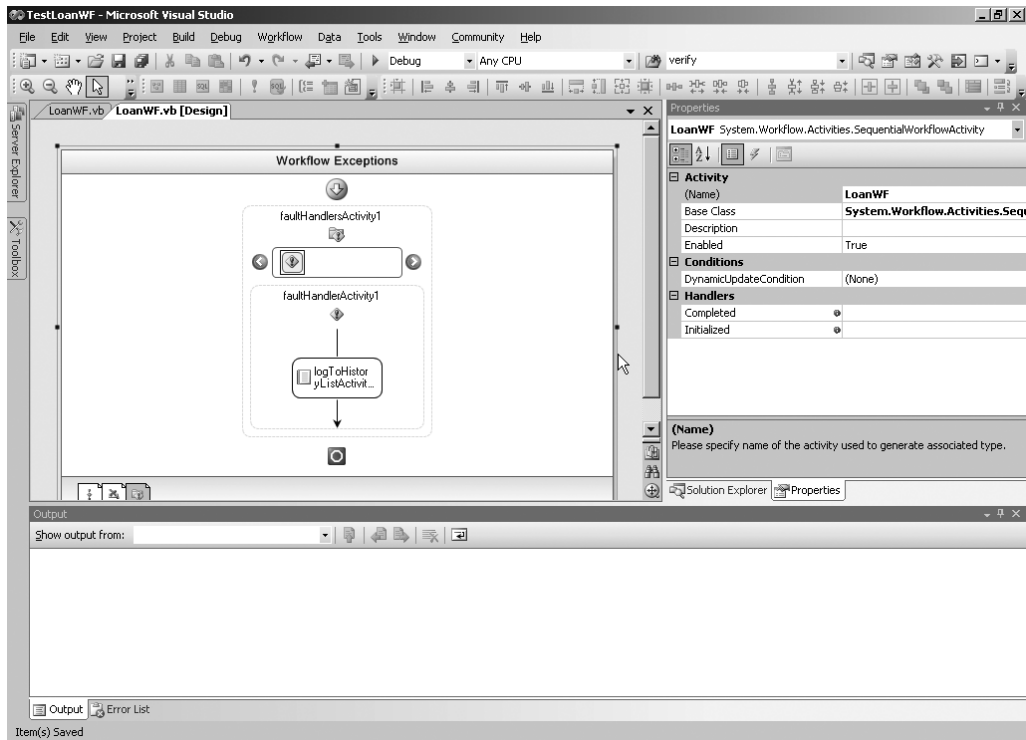 TestLoanWF - Microsoft Visual Studio
File Edit View Project Build Debug Workflow Data Tools Window Community Help
Debug Any CPU verify
LoanWF.vb LoanWF.vb [Design]
Properties
Server Explorer
Toolbox
LoanWF System.Workflow.Activities.SequentialWorkflowActivity
Workflow Exceptions
faultHandlersActivity1
faultHandlerActivity1
logToHistor
yListActivit...
Activity
(Name) LoanWF
Base Class System.Workflow.Activities.Sequ
Description
Enabled True
Conditions
DynamicUpdateCondition (None)
Handlers
Completed
Initialized
(Name)
Please specify name of the activity used to generate associated type.
Solution Explorer Properties
Output
Show output from:
Output Error List
Item(s) Saved